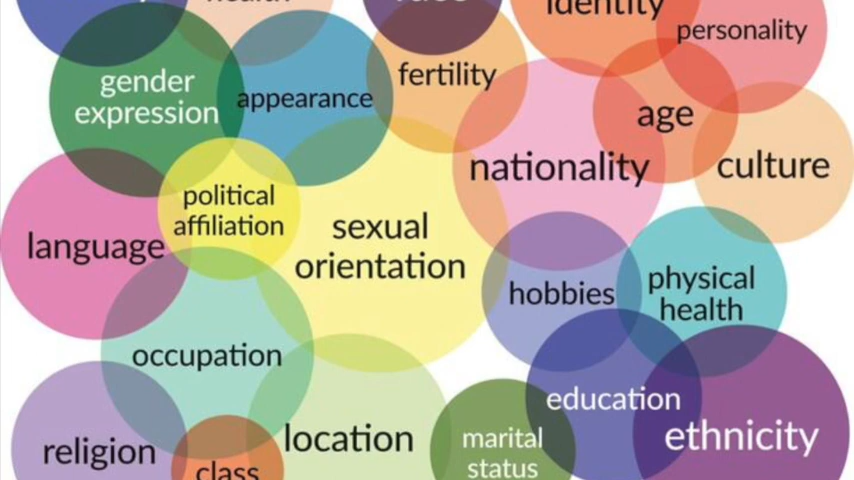 health
identity
personality
gender
expression
appearance
fertility
age
nationality
culture
political
affiliation
language
sexual
orientation
hobbies
physical
health
occupation
education
location
marital
status
ethnicity
religion
class